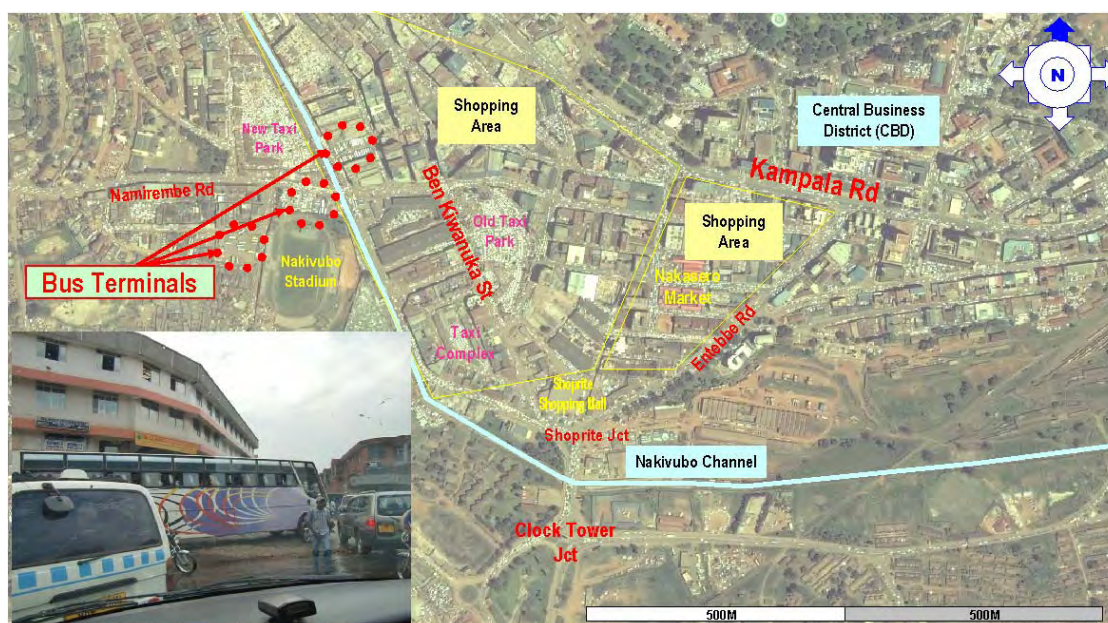 Shopping
Area
N
Central Business
District (CBD)
New Taxi
Park
Kampala Rd
Namirembe Rd
Ben Kiwanuka St
Old Taxi
Park
Shopping
Area
Nakivubo
Stadium
Bus Terminals
Nakasero
Market
Taxi
Complex
Entebbe Rd
Shoprite
Shopping Mall
Shoprite Jct
Nakivubo Channel
Clock Tower
Jct
500M
500M